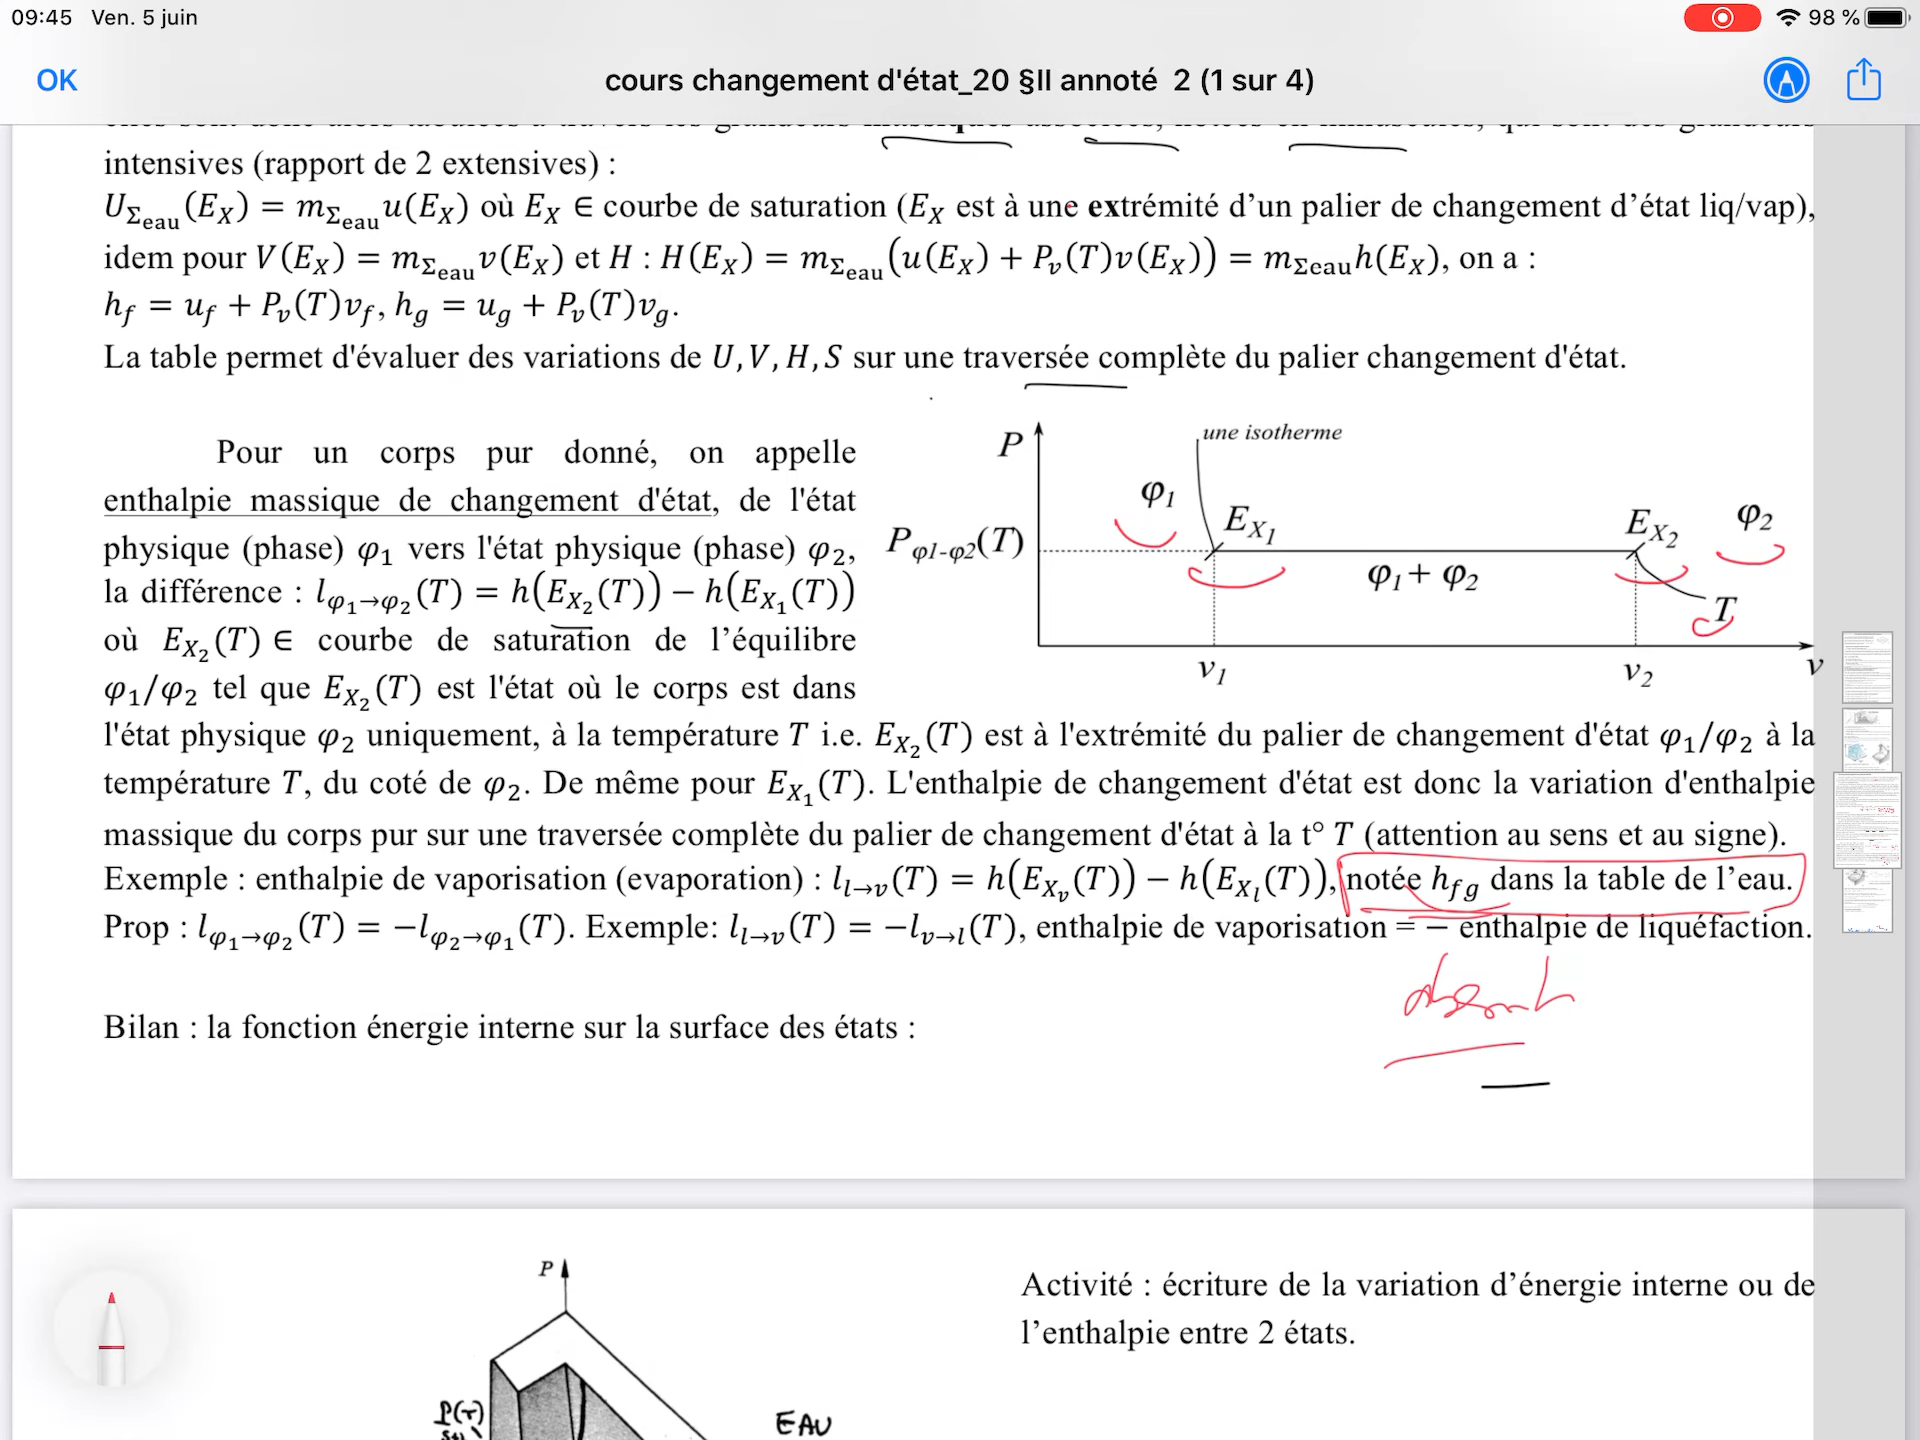 09:45 Ven. 5 juin
98 %
OK
cours changement d'état_20 §II annoté 2 (1 sur 4)
intensives (rapport de 2 extensives) :
U_Σeau(E_X) = m_Σeau u(E_X) où E_X ∈ courbe de saturation (E_X est à une extrémité d’un palier de changement d’état liq/vap),
idem pour V(E_X) = m_Σeau v(E_X) et H : H(E_X) = m_Σeau (u(E_X) + P_v(T)v(E_X)) = m_Σeau h(E_X), on a :
h_f = u_f + P_v(T)v_f, h_g = u_g + P_v(T)v_g.
La table permet d'évaluer des variations de U, V, H, S sur une traversée complète du palier changement d'état.
Pour un corps pur donné, on appelle
enthalpie massique de changement d'état, de l'état
physique (phase) φ1 vers l'état physique (phase) φ2,
la différence : l_φ1→φ2(T) = h(E_X2(T)) − h(E_X1(T))
où E_X2(T) ∈ courbe de saturation de l’équilibre
φ1/φ2 tel que E_X2(T) est l'état où le corps est dans
P
une isotherme
φ1
E_X1
E_X2
φ2
P_φ1-φ2(T)
φ1 + φ2
T
v1
v2
v
l'état physique φ2 uniquement, à la température T i.e. E_X2(T) est à l'extrémité du palier de changement d'état φ1/φ2 à la
température T, du coté de φ2. De même pour E_X1(T). L'enthalpie de changement d'état est donc la variation d'enthalpie
massique du corps pur sur une traversée complète du palier de changement d'état à la t° T (attention au sens et au signe).
Exemple : enthalpie de vaporisation (evaporation) : l_l→v(T) = h(E_Xv(T)) − h(E_Xl(T)), notée h_fg dans la table de l’eau.
Prop : l_φ1→φ2(T) = −l_φ2→φ1(T). Exemple: l_l→v(T) = −l_v→l(T), enthalpie de vaporisation = − enthalpie de liquéfaction.
Bilan : la fonction énergie interne sur la surface des états :
P
Activité : écriture de la variation d’énergie interne ou de
l’enthalpie entre 2 états.
P(T)
EAU